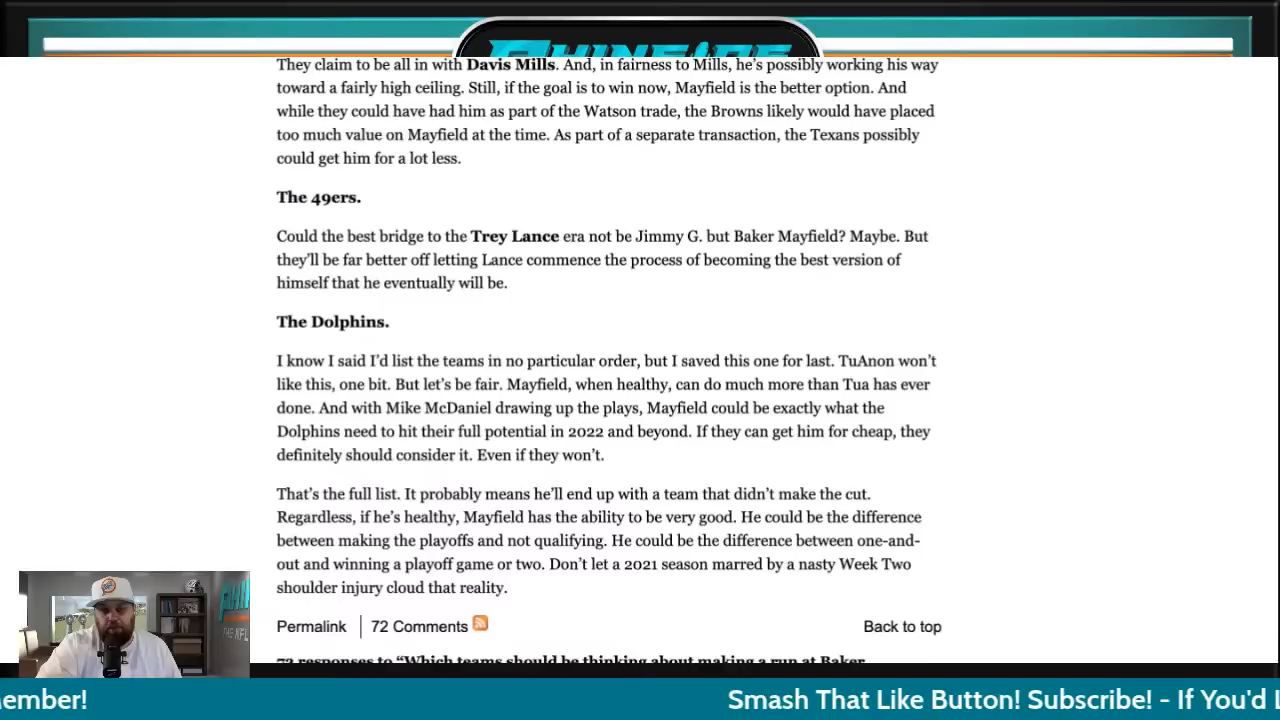 They claim to be all in with Davis Mills. And, in fairness to Mills, he's possibly working his way
toward a fairly high ceiling. Still, if the goal is to win now, Mayfield is the better option. And
while they could have had him as part of the Watson trade, the Browns likely would have placed
too much value on Mayfield at the time. As part of a separate transaction, the Texans possibly
could get him for a lot less.
The 49ers.
Could the best bridge to the Trey Lance era not be Jimmy G. but Baker Mayfield? Maybe. But
they'll be far better off letting Lance commence the process of becoming the best version of
himself that he eventually will be.
The Dolphins.
I know I said I'd list the teams in no particular order, but I saved this one for last. TuAnon won't
like this, one bit. But let's be fair. Mayfield, when healthy, can do much more than Tua has ever
done. And with Mike McDaniel drawing up the plays, Mayfield could be exactly what the
Dolphins need to hit their full potential in 2022 and beyond. If they can get him for cheap, they
definitely should consider it. Even if they won't.
That's the full list. It probably means he'll end up with a team that didn't make the cut.
Regardless, if he's healthy, Mayfield has the ability to be very good. He could be the difference
between making the playoffs and not qualifying. He could be the difference between one-and-
out and winning a playoff game or two. Don't let a 2021 season marred by a nasty Week Two
shoulder injury cloud that reality.
Permalink 72 Comments Back to top
72 responses to “Which teams should be thinking about making a run at Baker
THE NFL
ember! Smash That Like Button! Subscribe! - If You'd L